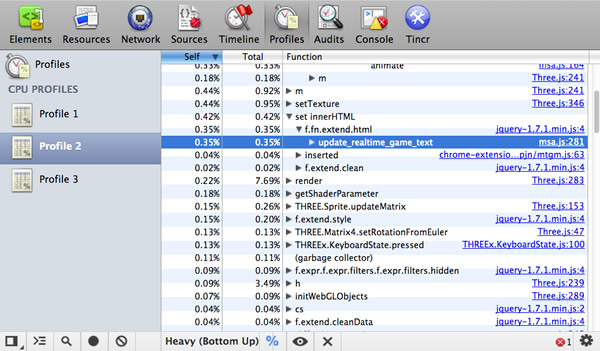 Elements Resources Network Sources Timeline Profiles Audits Console Tincr
Profiles
CPU PROFILES
Profile 1
Profile 2
Profile 3
Self Total Function
0.33% 0.33% animate msa.js:164
0.18% 0.18% m Three.js:241
0.44% 0.92% m Three.js:241
0.44% 0.95% setTexture Three.js:346
0.42% 0.42% set innerHTML
0.35% 0.35% f.fn.extend.html jquery-1.7.1.min.js:4
0.35% 0.35% update_realtime_game_text msa.js:281
0.04% 0.04% inserted chrome-extensio...pjn/mtgm.js:63
0.04% 0.04% f.extend.clean jquery-1.7.1.min.js:4
0.22% 7.69% render Three.js:283
0.18% 0.18% getShaderParameter
0.15% 0.26% THREE.Sprite.updateMatrix Three.js:153
0.15% 0.20% f.extend.style jquery-1.7.1.min.js:4
0.13% 0.13% THREE.Matrix4.setRotationFromEuler Three.js:47
0.13% 0.13% THREEx.KeyboardState.pressed THREEx.KeyboardState.js:100
0.11% 0.11% (garbage collector)
0.09% 0.09% f.expr.f.expr.filters.f.expr.filters.hidden jquery-1.7.1.min.js:4
0.09% 3.49% h Three.js:239
0.07% 0.09% initWebGLObjects Three.js:289
0.04% 0.09% cs jquery-1.7.1.min.js:4
0.04% 0.04% f.extend.cleanData jquery-1.7.1.min.js:4
Heavy (Bottom Up) % 1